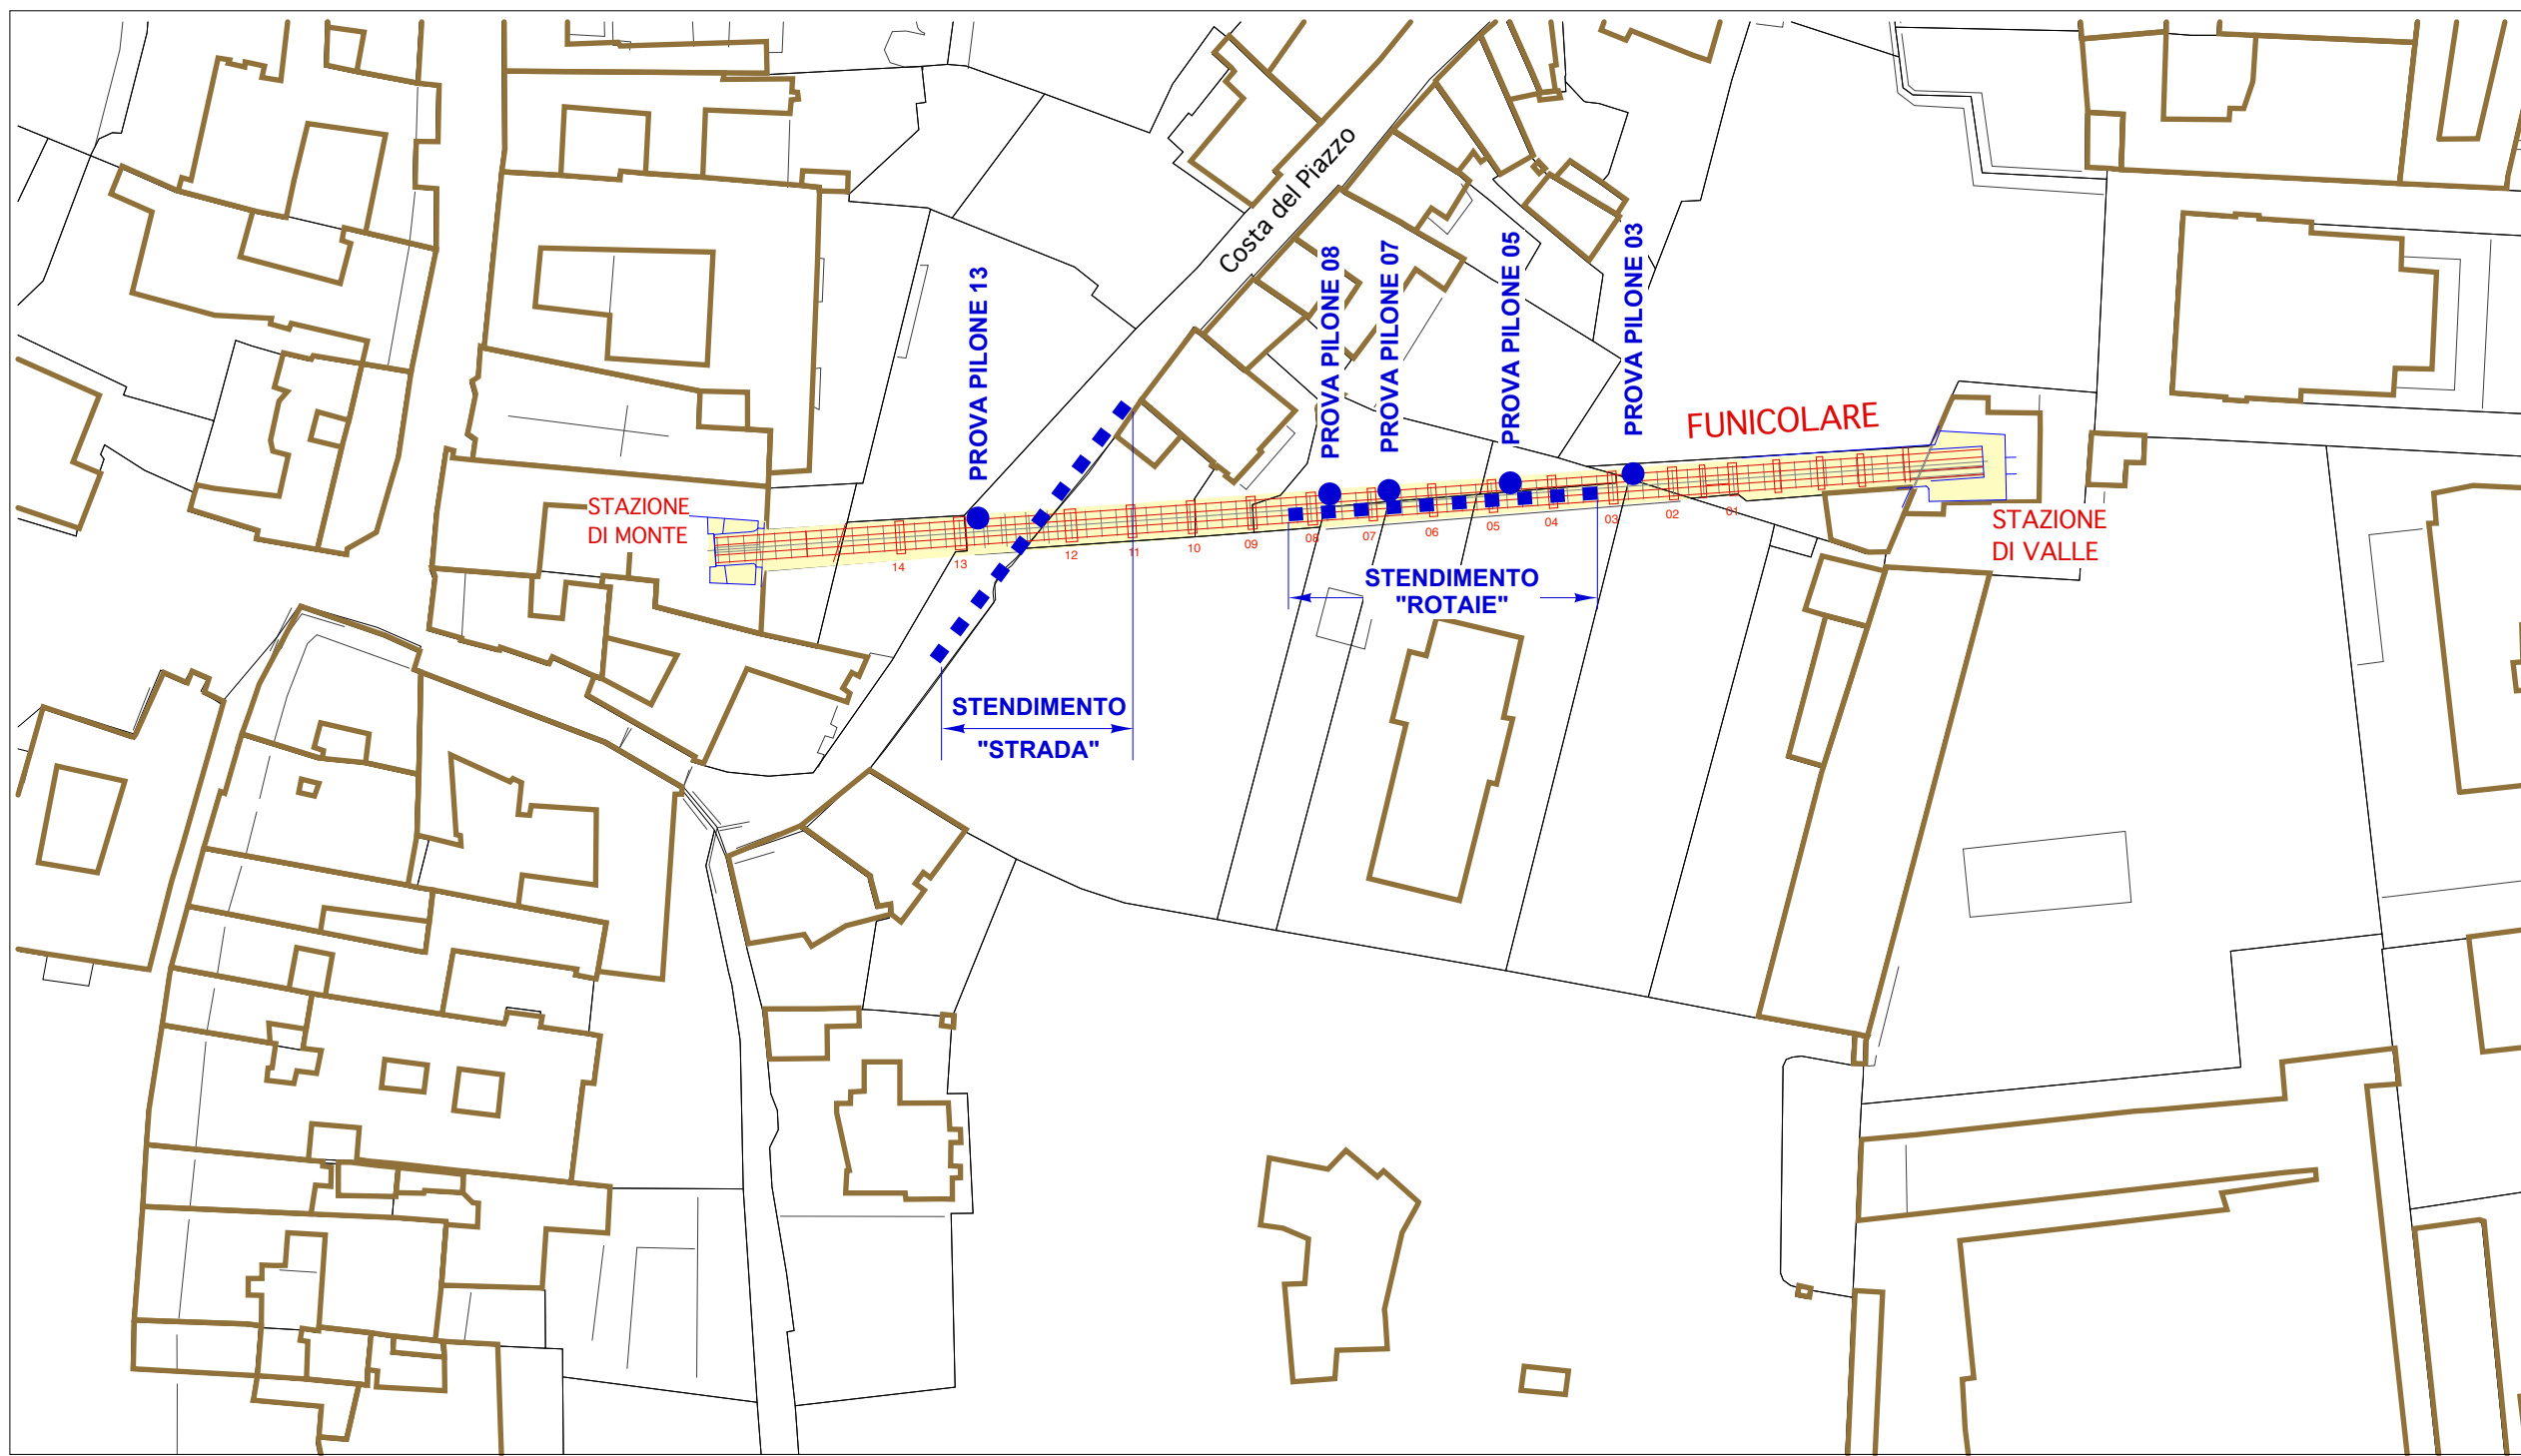 Costa del Piazzo
PROVA PILONE 13
PROVA PILONE 08
PROVA PILONE 07
PROVA PILONE 05
PROVA PILONE 03
FUNICOLARE
STAZIONE
DI MONTE
STAZIONE
DI VALLE
14
13
12
11
10
09
08
07
06
05
04
03
02
01
STENDIMENTO
"ROTAIE"
STENDIMENTO
"STRADA"